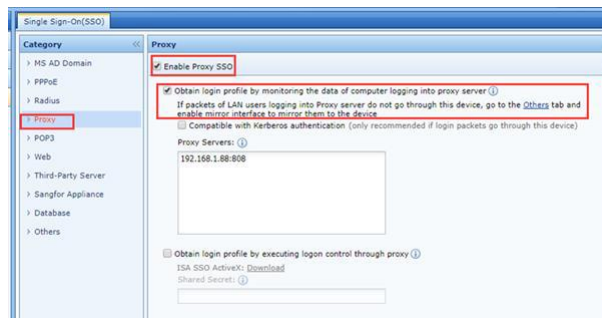 Single Sign-On(SSO)
Category
Proxy
> MS AD Domain
> PPPoE
> Radius
> Proxy
> POP3
> Web
> Third-Party Server
> Sangfor Appliance
> Database
> Others
Enable Proxy SSO
Obtain login profile by monitoring the data of computer logging into proxy server
If packets of LAN users logging into Proxy server do not go through this device, go to the Others tab and
enable mirror interface to mirror them to the device
Compatible with Kerberos authentication (only recommended if login packets go through this device)
Proxy Servers:
192.168.1.88:808
Obtain login profile by executing logon control through proxy
ISA SSO ActiveX: Download
Shared Secret: